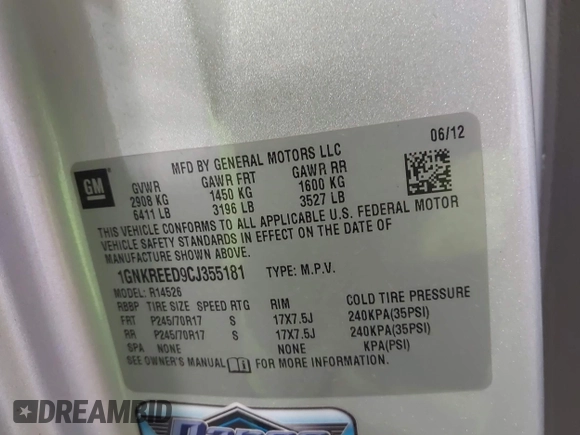 06/12
MFD BY GENERAL MOTORS LLC
GM
GVWR GAWR FRT GAWR RR
2908 KG 1450 KG 1600 KG
6411 LB 3196 LB 3527 LB
THIS VEHICLE CONFORMS TO ALL APPLICABLE U.S. FEDERAL MOTOR
VEHICLE SAFETY STANDARDS IN EFFECT ON THE DATE OF
MANUFACTURE SHOWN ABOVE.
1GNKREED9CJ355181 TYPE: M.P.V.
MODEL: R14526
RBBP TIRE SIZE SPEED RTG RIM COLD TIRE PRESSURE
FRT P245/70R17 S 17X7.5J 240KPA(35PSI)
RR P245/70R17 S 17X7.5J 240KPA(35PSI)
SPA NONE NONE KPA(PSI)
SEE OWNER'S MANUAL FOR MORE INFORMATION.
DREAMBID